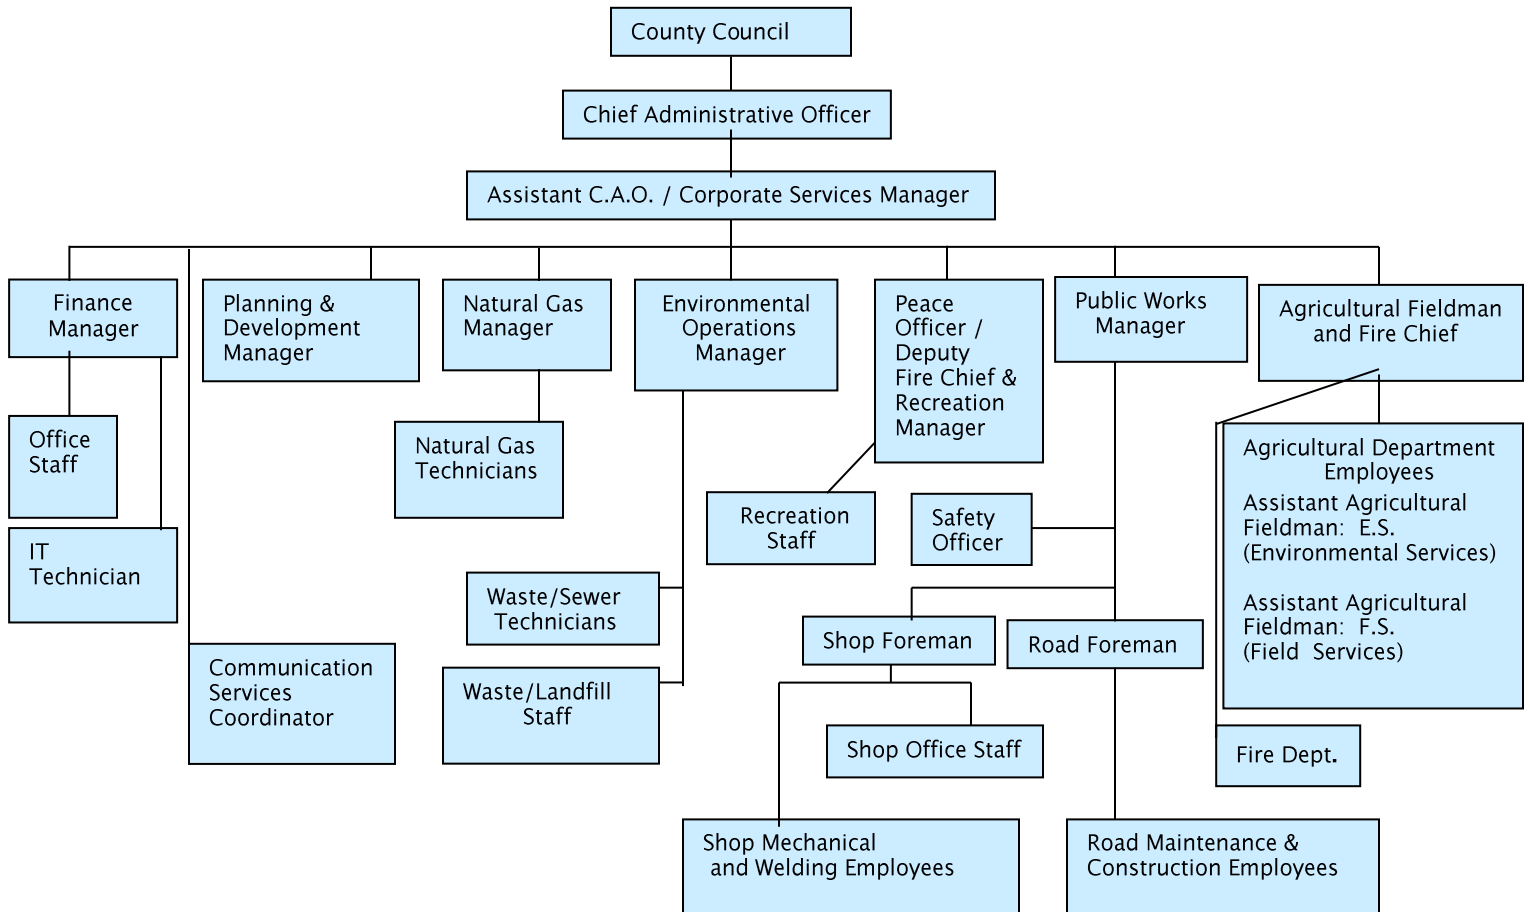 County Council
Chief Administrative Officer
Assistant C.A.O. / Corporate Services Manager
Finance
Manager
Planning &
Development
Manager
Natural Gas
Manager
Environmental
Operations
Manager
Peace
Officer /
Deputy
Fire Chief &
Recreation
Manager
Public Works
Manager
Agricultural Fieldman
and Fire Chief
Office
Staff
Natural Gas
Technicians
Agricultural Department
Employees
Assistant Agricultural
Fieldman: E.S.
(Environmental Services)
Assistant Agricultural
Fieldman: F.S.
(Field Services)
Recreation
Staff
Safety
Officer
IT
Technician
Waste/Sewer
Technicians
Shop Foreman
Road Foreman
Communication
Services
Coordinator
Waste/Landfill
Staff
Shop Office Staff
Fire Dept.
Shop Mechanical
and Welding Employees
Road Maintenance &
Construction Employees